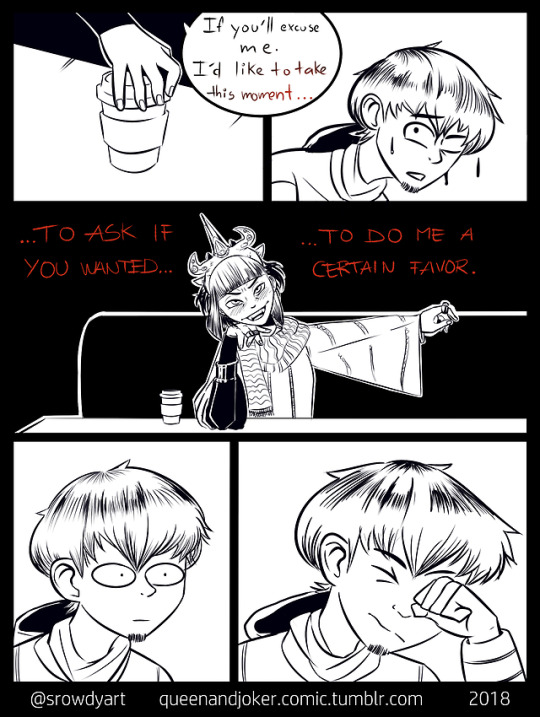 If you'll excuse
me.
I'd like to take
this moment...
...TO ASK IF
YOU WANTED...
...TO DO ME A
CERTAIN FAVOR.
@srowdyart queenandjoker.comic.tumblr.com 2018